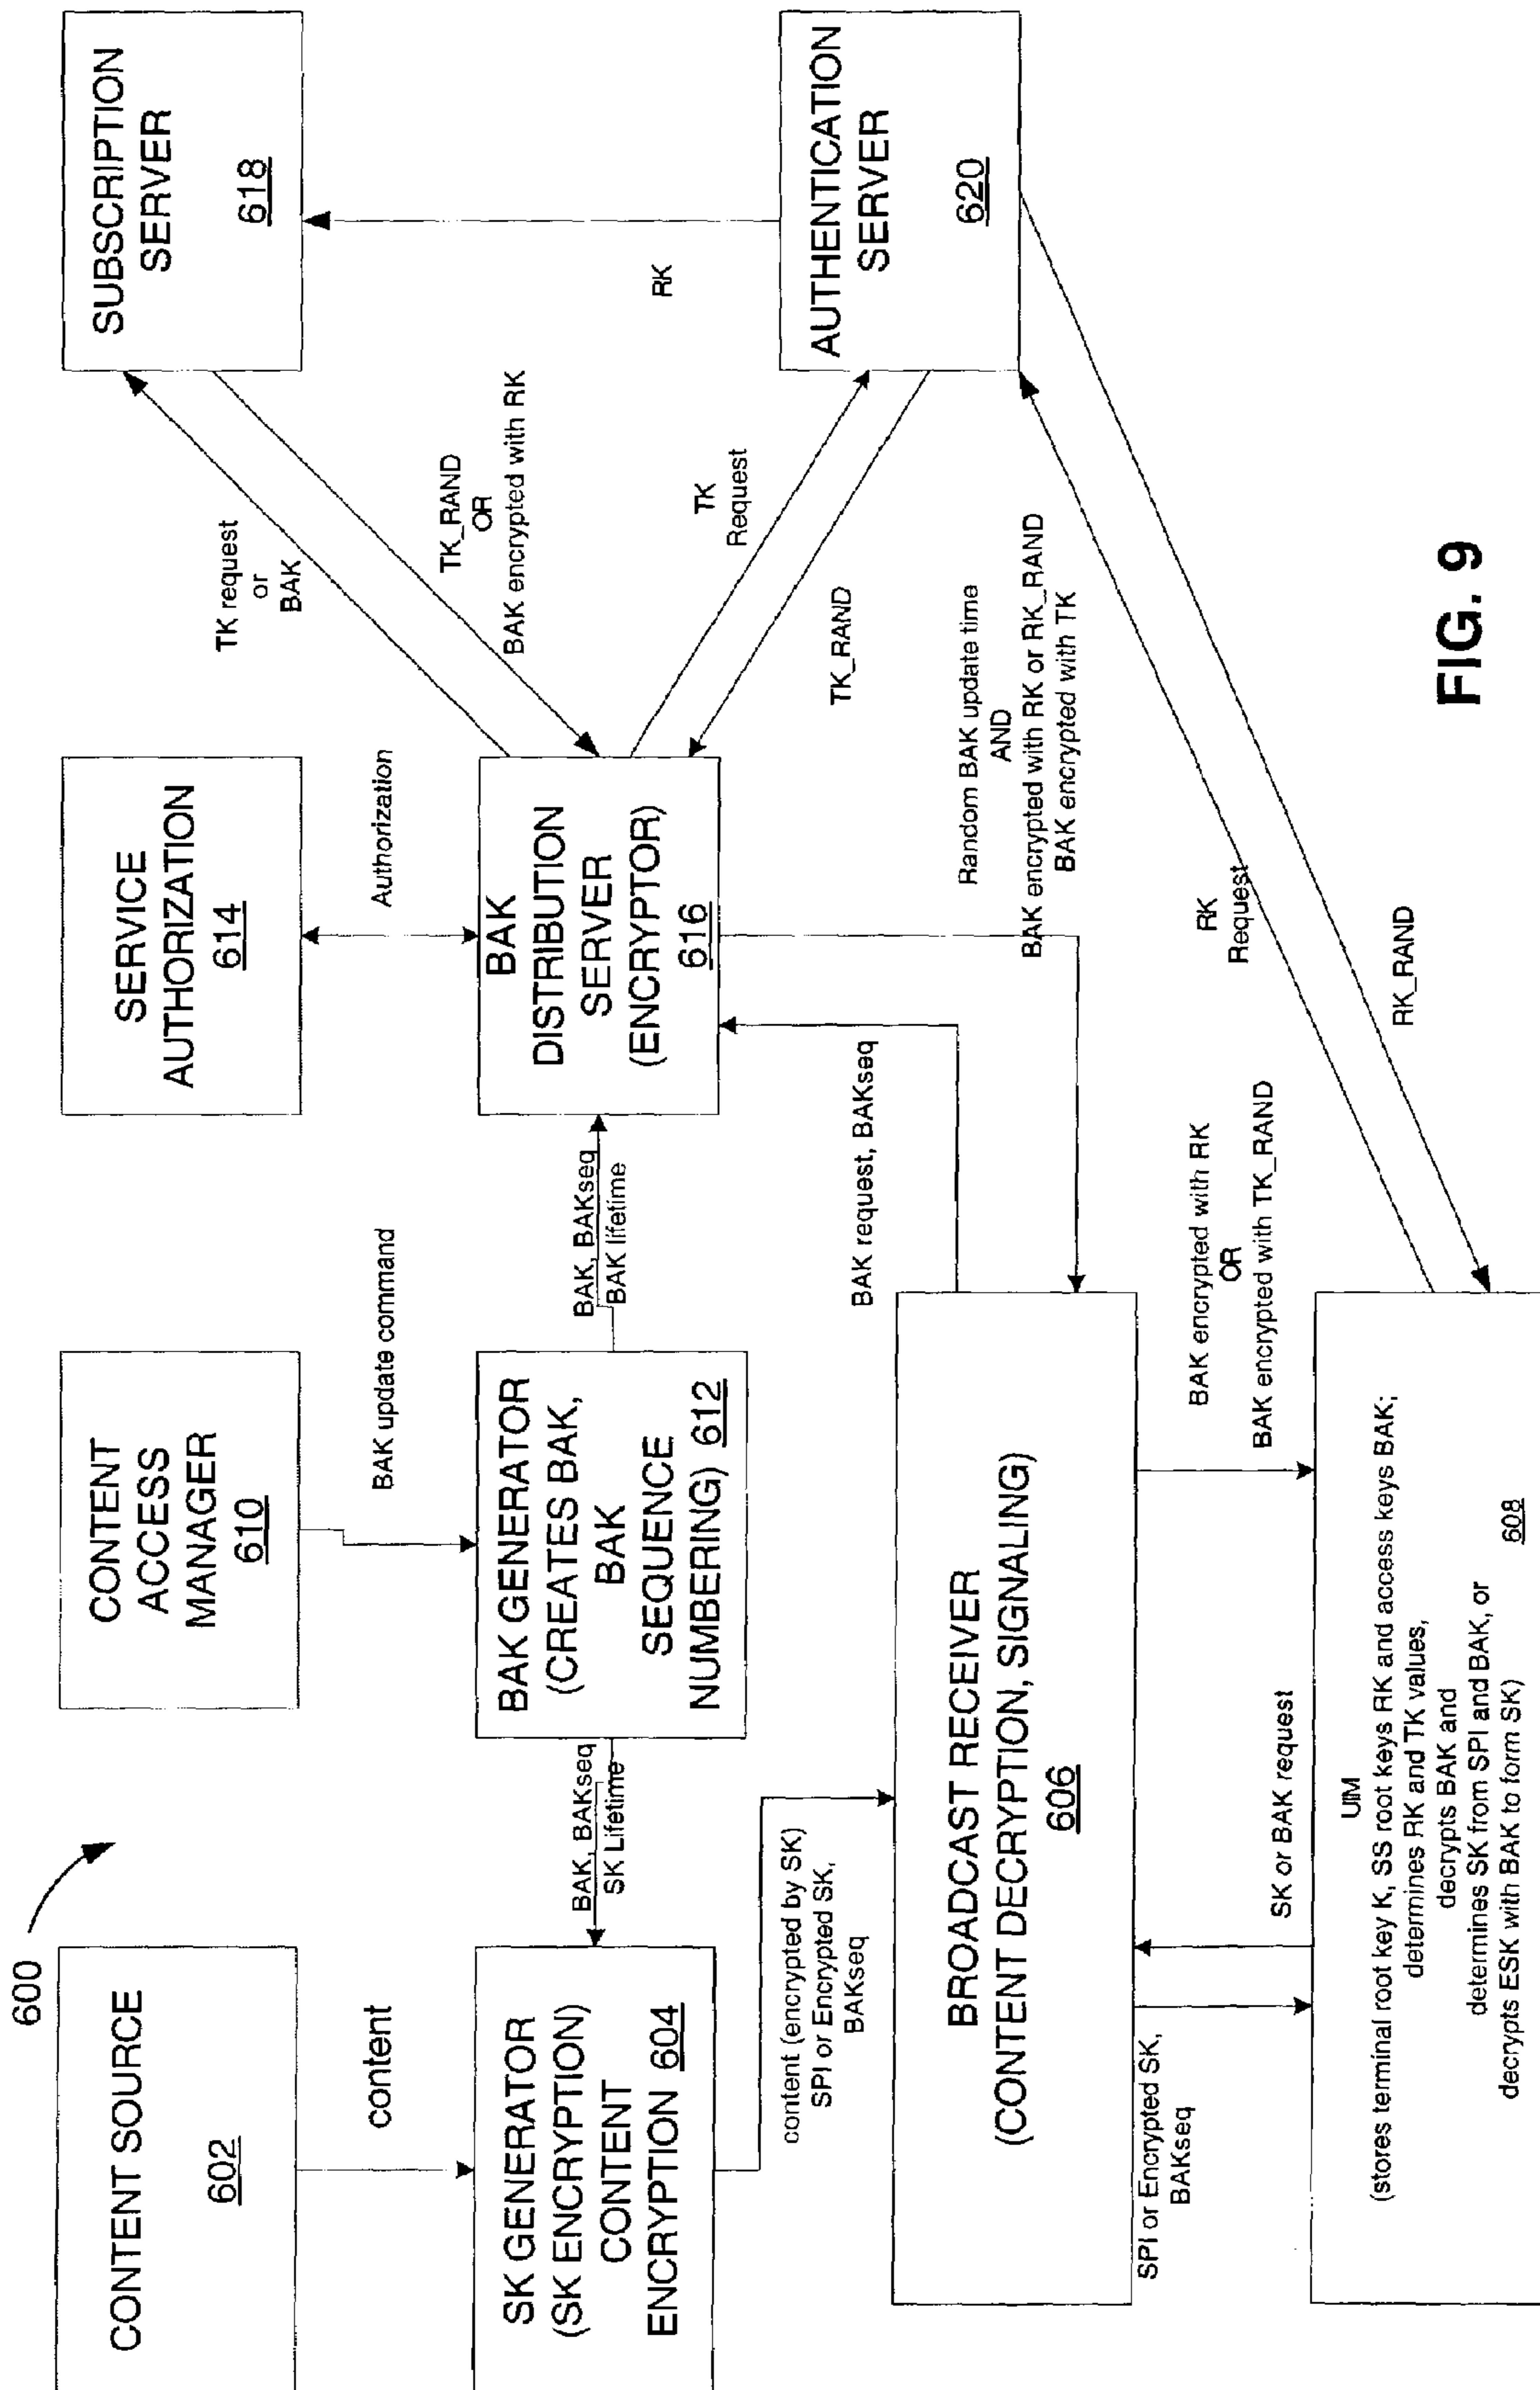 600
CONTENT SOURCE
602
content
SK GENERATOR
(SK ENCRYPTION)
CONTENT
ENCRYPTION 604
CONTENT
ACCESS
MANAGER
610
BAK update command
BAK GENERATOR
(CREATES BAK,
BAK
SEQUENCE
NUMBERING) 612
BAK, BAKseq
SK Lifetime
BAK, BAKseq
BAK lifetime
SERVICE
AUTHORIZATION
614
Authorization
BAK
DISTRIBUTION
SERVER
(ENCRYPTOR)
616
SUBSCRIPTION
SERVER
618
TK request
or
BAK
TK_RAND
OR
BAK encrypted with RK
RK
AUTHENTICATION
SERVER
620
TK
Request
TK_RAND
content (encrypted by SK)
SPI or Encrypted SK,
BAKseq
BAK request, BAKseq
Random BAK update time
AND
BAK encrypted with RK or RK_RAND
BAK encrypted with TK
BROADCAST RECEIVER
(CONTENT DECRYPTION, SIGNALING)
606
RK
Request
RK_RAND
SPI or Encrypted SK,
BAKseq
SK or BAK request
BAK encrypted with RK
OR
BAK encrypted with TK_RAND
UIM
(stores terminal root key K, SS root keys RK and access keys BAK;
determines RK and TK values,
decrypts BAK and
determines SK from SPI and BAK, or
decrypts ESK with BAK to form SK)
608
FIG. 9